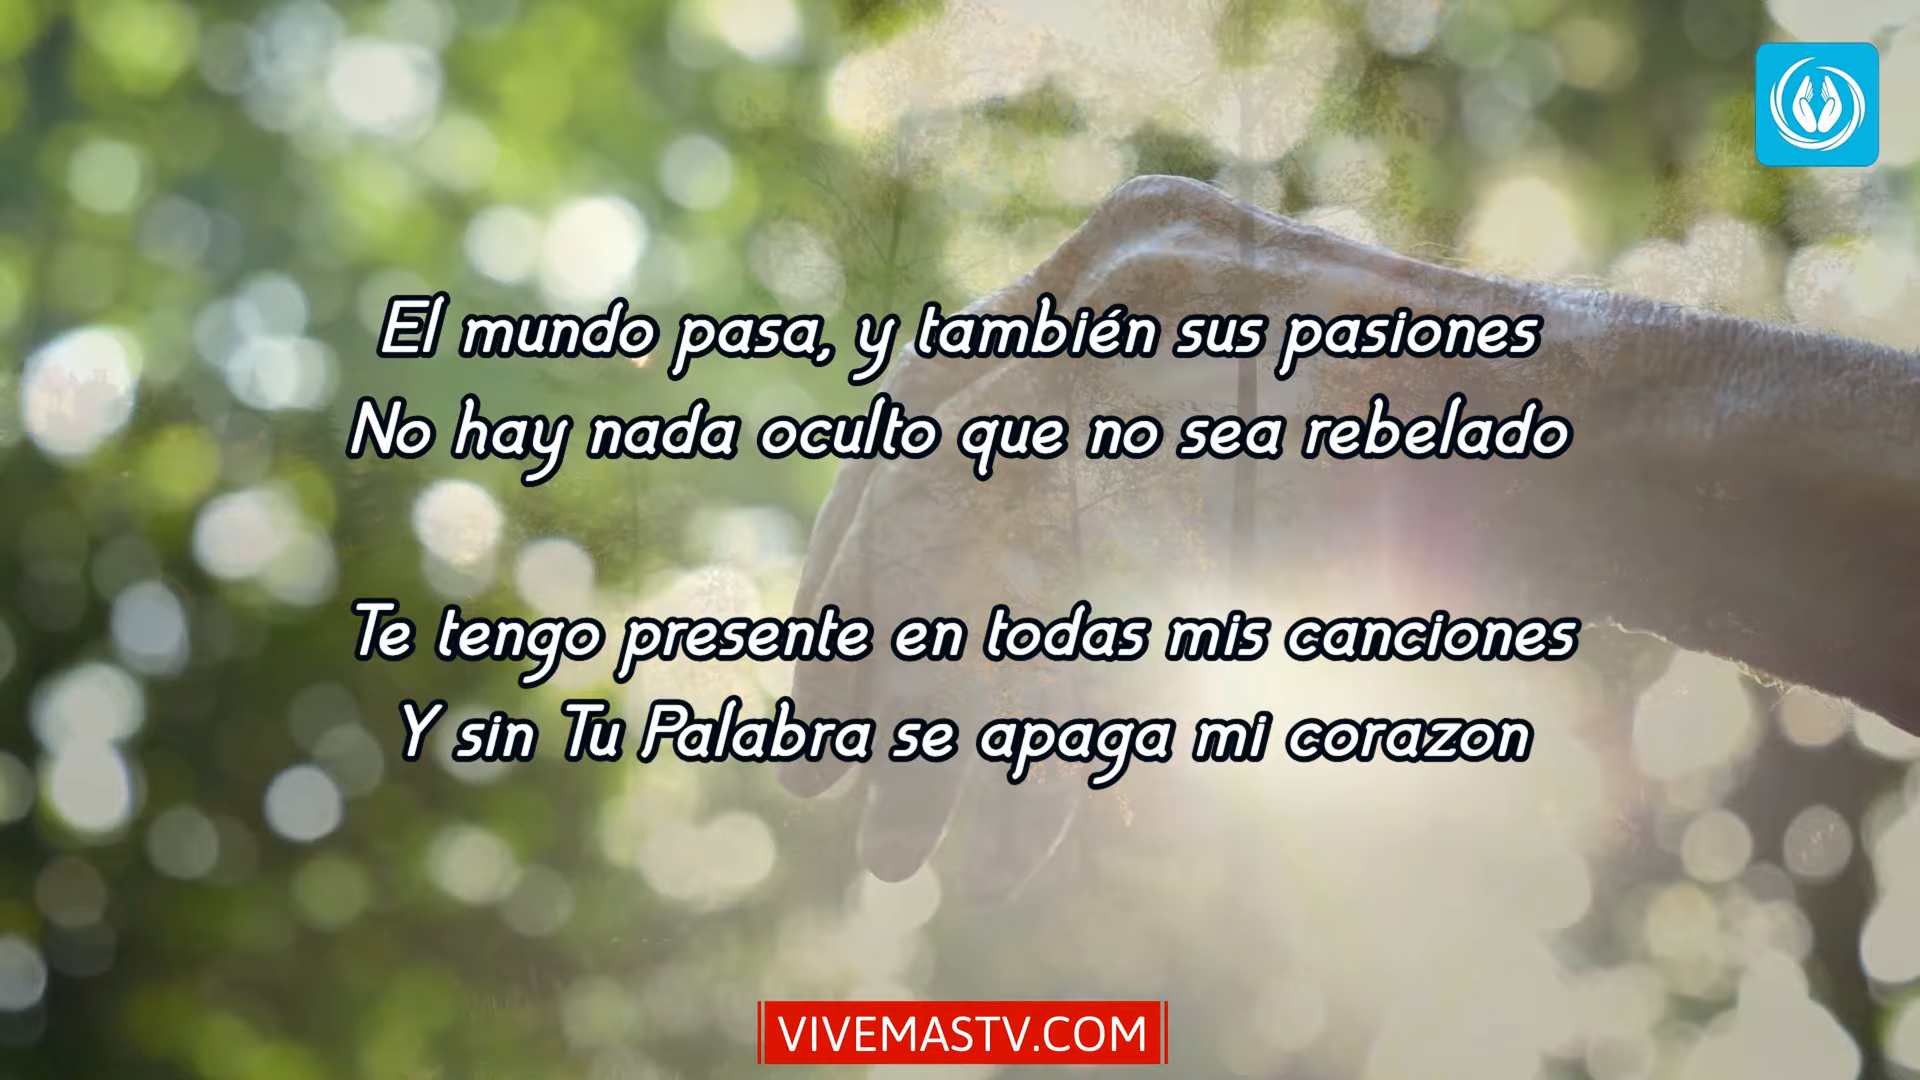 El mundo pasa, y también sus pasiones
No hay nada oculto que no sea rebelado
Te tengo presente en todas mis canciones
Y sin Tu Palabra se apaga mi corazon
VIVEMASTV.COM